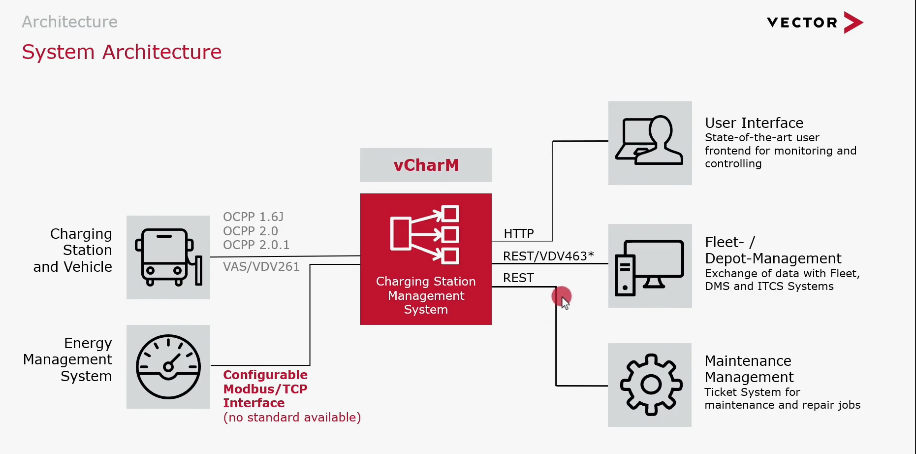 Architecture
System Architecture
VECTOR
vCharM
Charging Station
Management
System
Charging
Station
and Vehicle
OCPP 1.6J
OCPP 2.0
OCPP 2.0.1
VAS/VDV261
Energy
Management
System
Configurable
Modbus/TCP
Interface
(no standard available)
HTTP
REST/VDV463*
REST
User Interface
State-of-the-art user
frontend for monitoring and
controlling
Fleet- /
Depot-Management
Exchange of data with Fleet,
DMS and ITCS Systems
Maintenance
Management
Ticket System for
maintenance and repair jobs